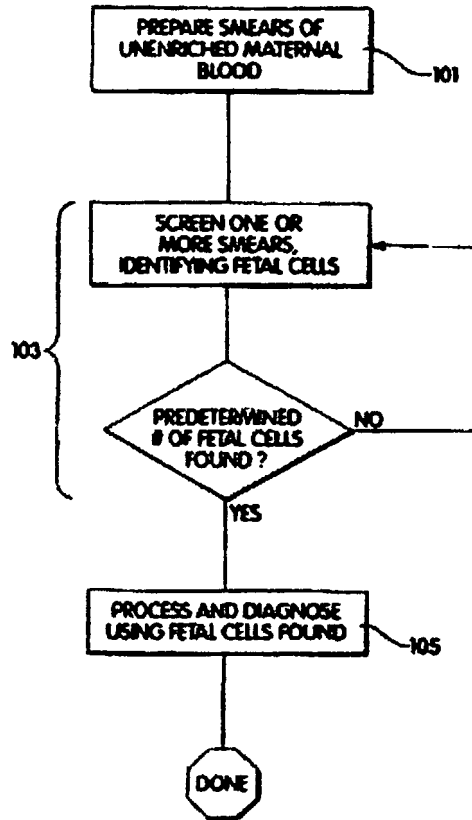 PREPARE SMEARS OF
UNENRICHED MATERNAL
BLOOD
101
SCREEN ONE OR
MORE SMEARS,
IDENTIFYING FETAL CELLS
103
PREDETERMINED
# OF FETAL CELLS
FOUND ?
NO
YES
PROCESS AND DIAGNOSE
USING FETAL CELLS FOUND
105
DONE